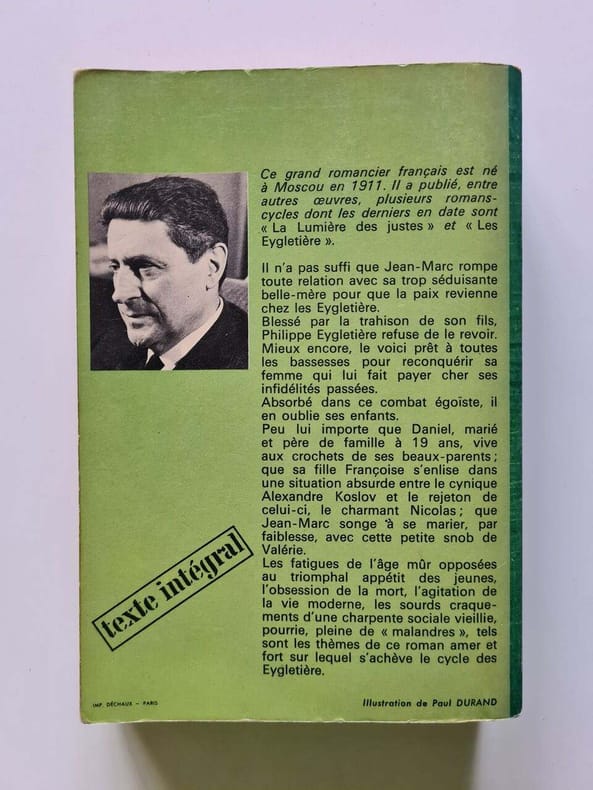 Ce grand romancier français est né
à Moscou en 1911. Il a publié, entre
autres œuvres, plusieurs romans-
cycles dont les derniers en date sont
« La Lumière des justes » et « Les
Eygletière ».
Il n'a pas suffi que Jean-Marc rompe
toute relation avec sa trop séduisante
belle-mère pour que la paix revienne
chez les Eygletière.
Blessé par la trahison de son fils,
Philippe Eygletière refuse de le revoir.
Mieux encore, le voici prêt à toutes
les bassesses pour reconquérir sa
femme qui lui fait payer cher ses
infidélités passées.
Absorbé dans ce combat égoïste, il
en oublie ses enfants.
Peu lui importe que Daniel, marié
et père de famille à 19 ans, vive
aux crochets de ses beaux-parents ;
que sa fille Françoise s'enlise dans
une situation absurde entre le cynique
Alexandre Koslov et le rejeton de
celui-ci, le charmant Nicolas ; que
Jean-Marc songe à se marier, par
faiblesse, avec cette petite snob de
Valérie.
Les fatigues de l'âge mûr opposées
au triomphal appétit des jeunes,
l'obsession de la mort, l'agitation de
la vie moderne, les sourds craque-
ments d'une charpente sociale vieillie,
pourrie, pleine de « malandres », tels
sont les thèmes de ce roman amer et
fort sur lequel s'achève le cycle des
Eygletière.
texte intégral
IMP. DÉCHAUX - PARIS
Illustration de Paul DURAND